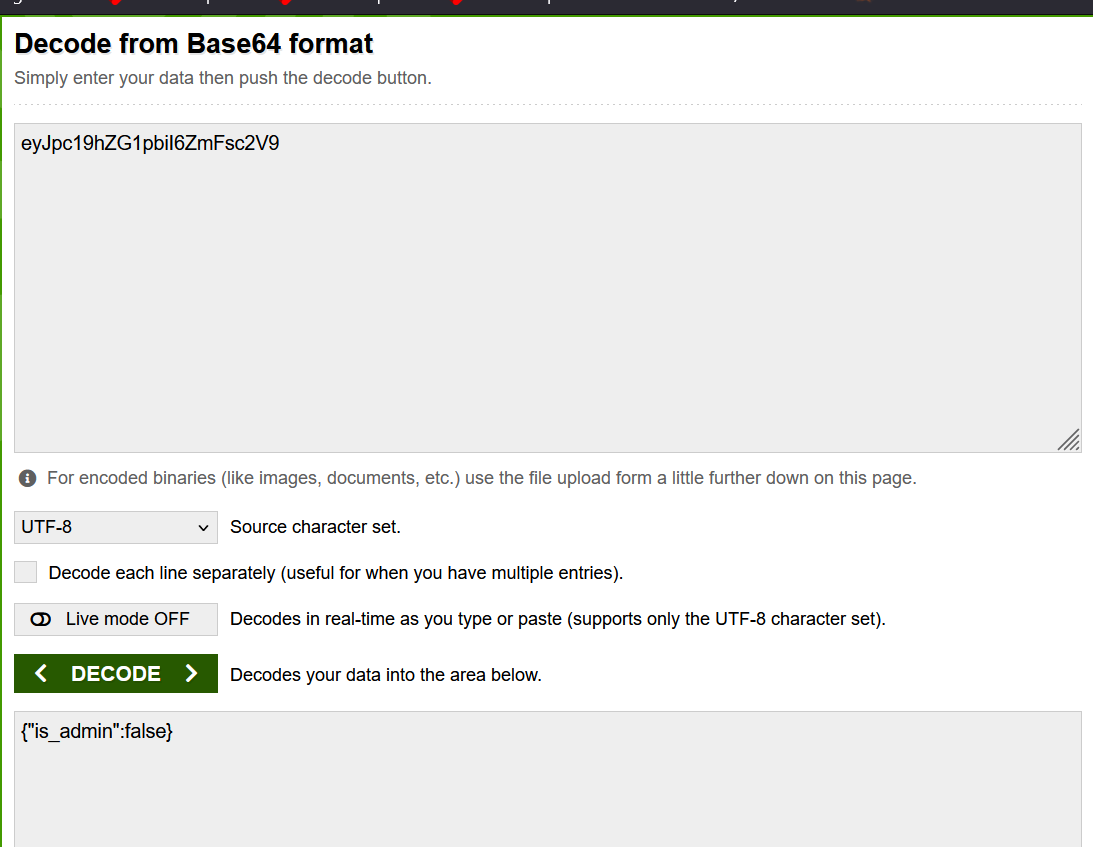 Decode from Base64 format
Simply enter your data then push the decode button.
eyJpc19hZG1pbiI6ZmFsc2V9
For encoded binaries (like images, documents, etc.) use the file upload form a little further down on this page.
UTF-8 Source character set.
Decode each line separately (useful for when you have multiple entries).
Live mode OFF Decodes in real-time as you type or paste (supports only the UTF-8 character set).
< DECODE > Decodes your data into the area below.
{"is_admin":false}